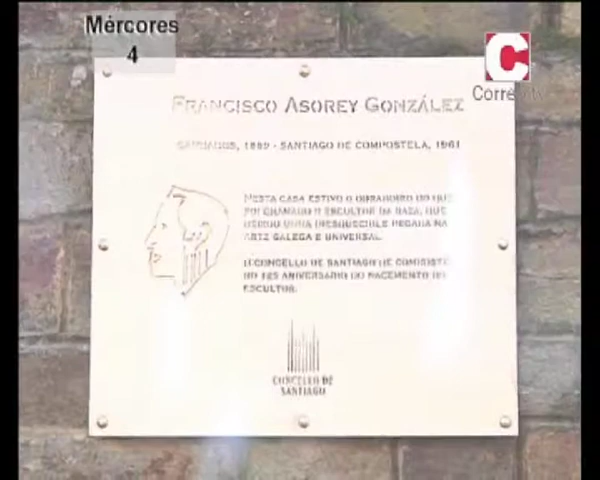 Mércores
4
C
Correo
FRANCISCO ASOREY GONZÁLEZ
CAMBADOS, 1889 - SANTIAGO DE COMPOSTELA, 1961
NESTA CASA ESTIVO O OBRADOIRO DO QUE
FOI CHAMADO O ESCULTOR DA RAZA, QUE
DEIXOU UNHA INESQUECIBLE PEGADA NA
ARTE GALEGA E UNIVERSAL.
O CONCELLO DE SANTIAGO DE COMPOSTELA
NO 125 ANIVERSARIO DO NACEMENTO DO
ESCULTOR.
CONCELLO DE
SANTIAGO